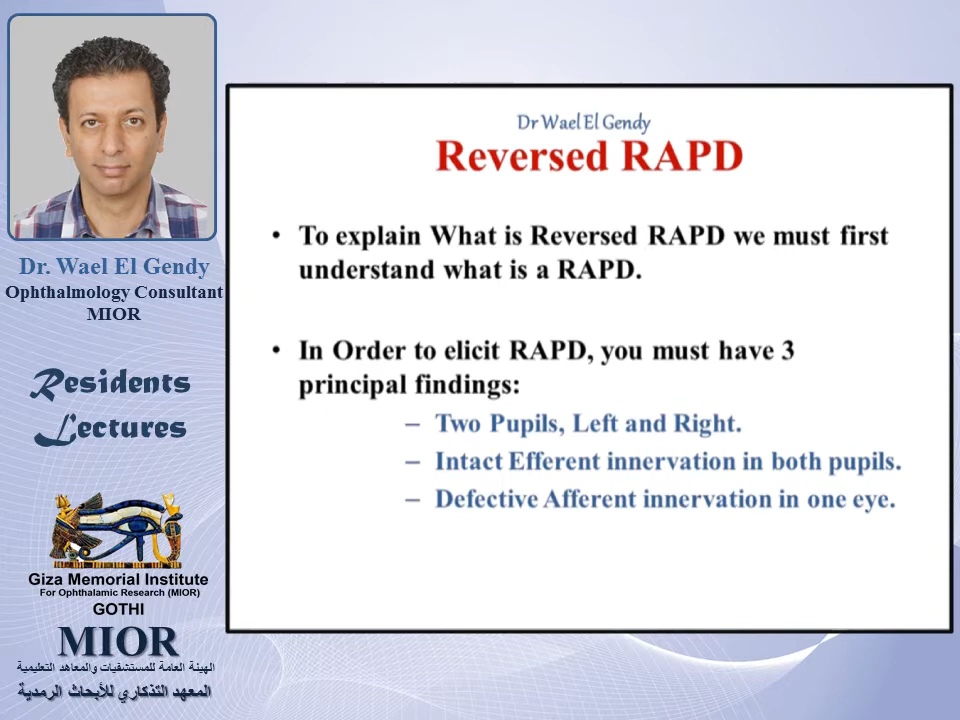 Dr. Wael El Gendy
Ophthalmology Consultant
MIOR
Residents
Lectures
Giza Memorial Institute
For Ophthalamic Research (MIOR)
GOTHI
MIOR
الهيئة العامة للمستشفيات والمعاهد التعليمية
المعهد التذكاري للأبحاث الرمدية
Dr Wael El Gendy
Reversed RAPD
• To explain What is Reversed RAPD we must first
understand what is a RAPD.
• In Order to elicit RAPD, you must have 3
principal findings:
– Two Pupils, Left and Right.
– Intact Efferent innervation in both pupils.
– Defective Afferent innervation in one eye.